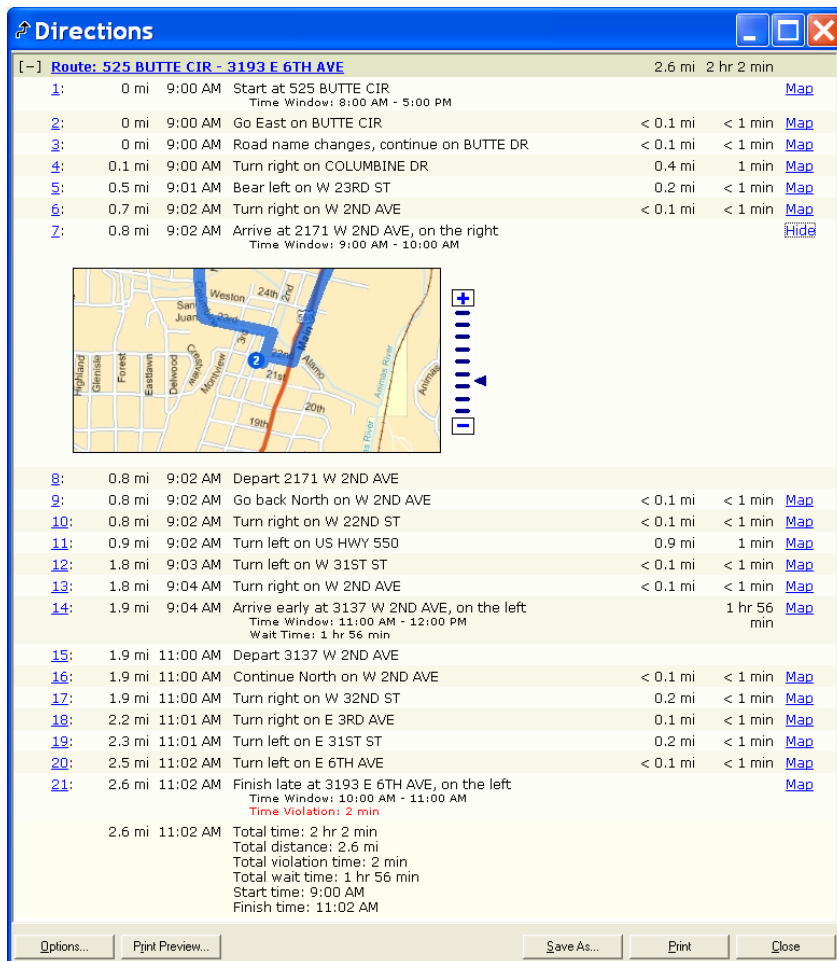 Directions
[-] Route: 525 BUTTE CIR - 3193 E 6TH AVE 2.6 mi 2 hr 2 min
1: 0 mi 9:00 AM Start at 525 BUTTE CIR Map
Time Window: 8:00 AM - 5:00 PM
2: 0 mi 9:00 AM Go East on BUTTE CIR < 0.1 mi < 1 min Map
3: 0 mi 9:00 AM Road name changes, continue on BUTTE DR < 0.1 mi < 1 min Map
4: 0.1 mi 9:00 AM Turn right on COLUMBINE DR 0.4 mi 1 min Map
5: 0.5 mi 9:01 AM Bear left on W 23RD ST 0.2 mi < 1 min Map
6: 0.7 mi 9:02 AM Turn right on W 2ND AVE < 0.1 mi < 1 min Map
7: 0.8 mi 9:02 AM Arrive at 2171 W 2ND AVE, on the right Hide
Time Window: 9:00 AM - 10:00 AM
Weston
24th
2nd
San
Juan
Columbine
23rd
3rd
Main
22nd
2
21st
Alamo
20th
19th
Highland
Glenisle
Forest
Eastlawn
Delwood
Crestview
Montview
Animas River
Animas
River
+
-
8: 0.8 mi 9:02 AM Depart 2171 W 2ND AVE
9: 0.8 mi 9:02 AM Go back North on W 2ND AVE < 0.1 mi < 1 min Map
10: 0.8 mi 9:02 AM Turn right on W 22ND ST < 0.1 mi < 1 min Map
11: 0.9 mi 9:02 AM Turn left on US HWY 550 0.9 mi 1 min Map
12: 1.8 mi 9:03 AM Turn left on W 31ST ST < 0.1 mi < 1 min Map
13: 1.8 mi 9:04 AM Turn right on W 2ND AVE < 0.1 mi < 1 min Map
14: 1.9 mi 9:04 AM Arrive early at 3137 W 2ND AVE, on the left 1 hr 56 min Map
Time Window: 11:00 AM - 12:00 PM
Wait Time: 1 hr 56 min
15: 1.9 mi 11:00 AM Depart 3137 W 2ND AVE
16: 1.9 mi 11:00 AM Continue North on W 2ND AVE < 0.1 mi < 1 min Map
17: 1.9 mi 11:00 AM Turn right on W 32ND ST 0.2 mi < 1 min Map
18: 2.2 mi 11:01 AM Turn right on E 3RD AVE 0.1 mi < 1 min Map
19: 2.3 mi 11:01 AM Turn left on E 31ST ST 0.2 mi < 1 min Map
20: 2.5 mi 11:02 AM Turn left on E 6TH AVE < 0.1 mi < 1 min Map
21: 2.6 mi 11:02 AM Finish late at 3193 E 6TH AVE, on the left Map
Time Window: 10:00 AM - 11:00 AM
Time Violation: 2 min
2.6 mi 11:02 AM Total time: 2 hr 2 min
Total distance: 2.6 mi
Total violation time: 2 min
Total wait time: 1 hr 56 min
Start time: 9:00 AM
Finish time: 11:02 AM
Options... Print Preview... Save As... Print Close